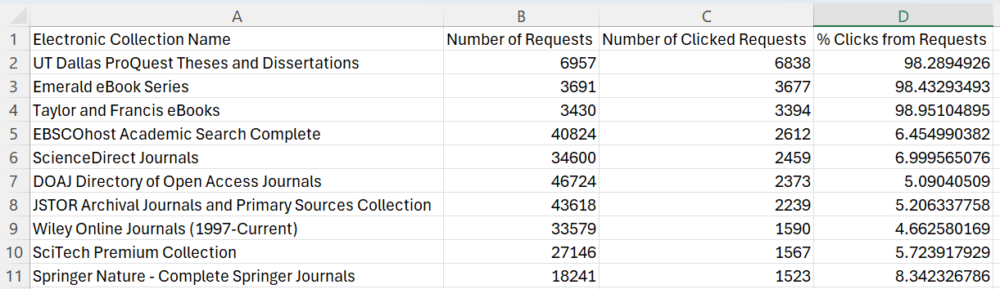 A B C D
1 Electronic Collection Name Number of Requests Number of Clicked Requests % Clicks from Requests
2 UT Dallas ProQuest Theses and Dissertations 6957 6838 98.2894926
3 Emerald eBook Series 3691 3677 98.43293493
4 Taylor and Francis eBooks 3430 3394 98.95104895
5 EBSCOhost Academic Search Complete 40824 2612 6.454990382
6 ScienceDirect Journals 34600 2459 6.999565076
7 DOAJ Directory of Open Access Journals 46724 2373 5.09040509
8 JSTOR Archival Journals and Primary Sources Collection 43618 2239 5.206337758
9 Wiley Online Journals (1997-Current) 33579 1590 4.662580169
10 SciTech Premium Collection 27146 1567 5.723917929
11 Springer Nature - Complete Springer Journals 18241 1523 8.342326786